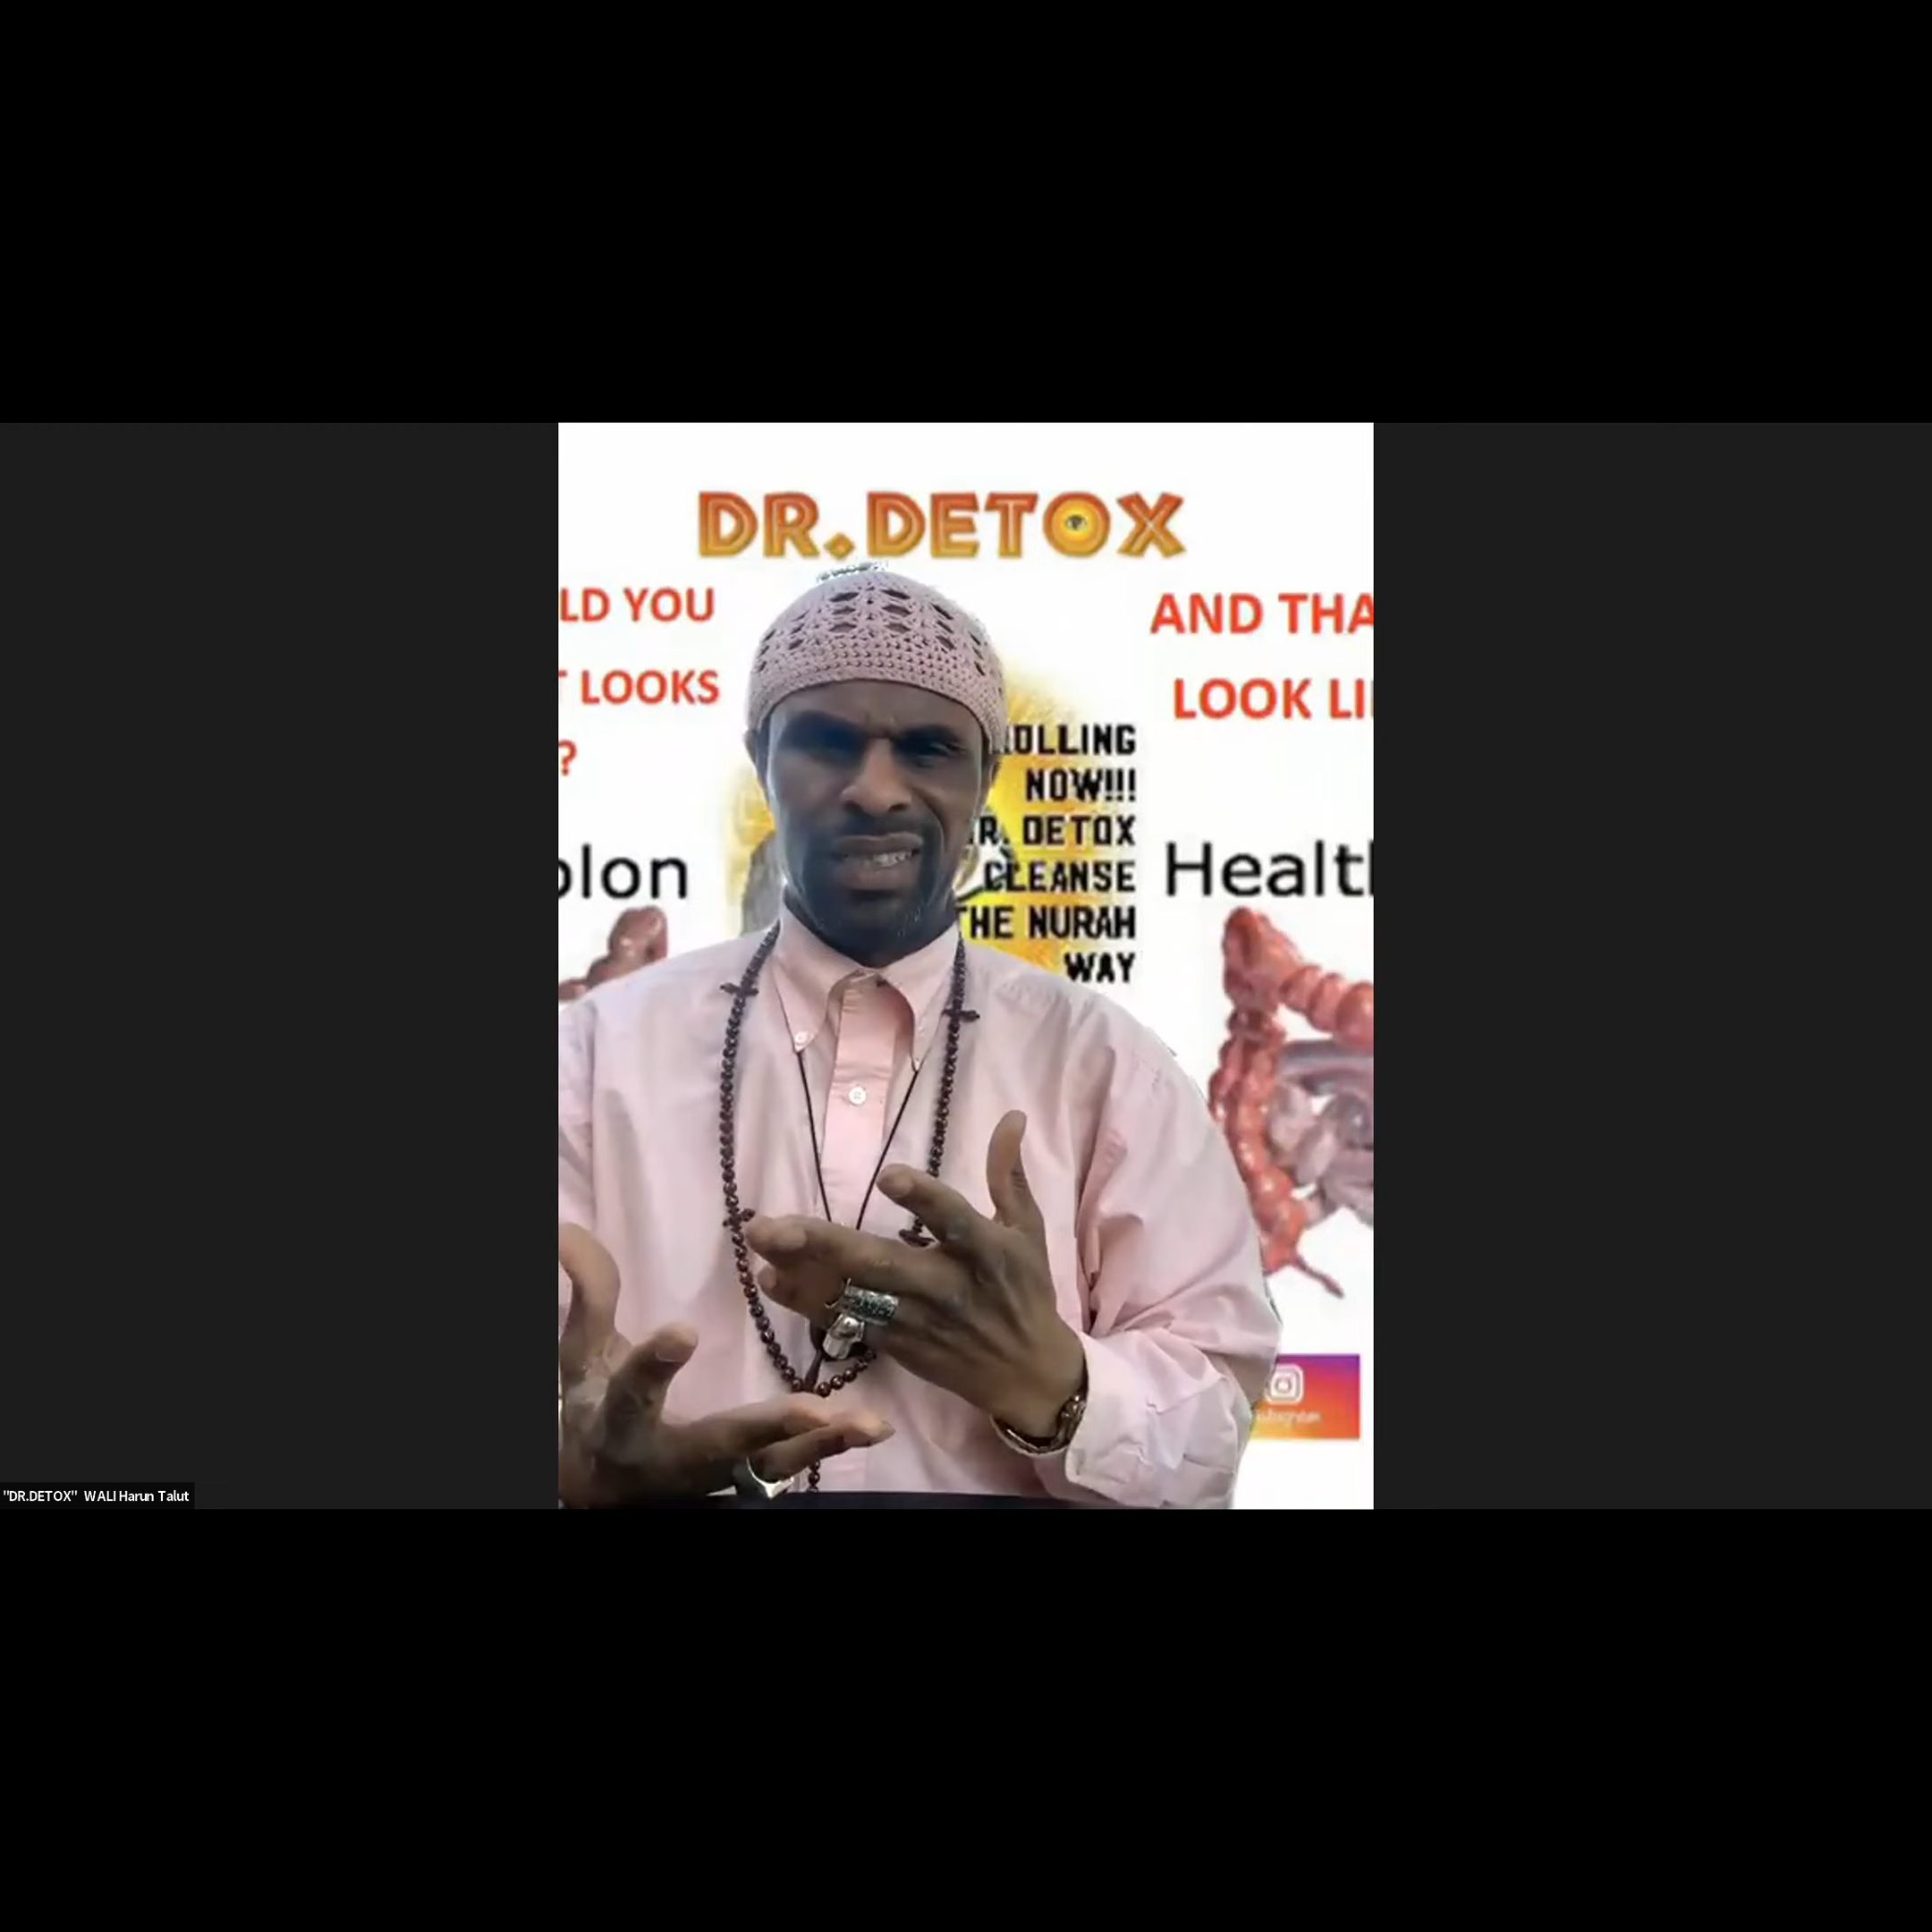 DR.DETOX
LD YOU
T LOOKS
?
AND THA
LOOK LI
OLLING
NOW!!!
R. DETOX
CLEANSE
THE NURAH
WAY
olon
Healt
"DR.DETOX" WALI Harun Talut